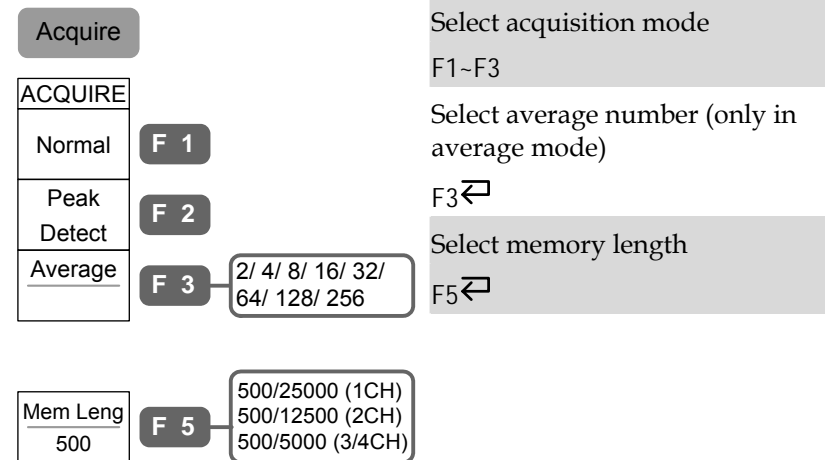 Acquire
ACQUIRE
Normal
F 1
Peak
Detect
F 2
Average
F 3
2/ 4/ 8/ 16/ 32/
64/ 128/ 256
Mem Leng
500
F 5
500/25000 (1CH)
500/12500 (2CH)
500/5000 (3/4CH)
Select acquisition mode
F1~F3
Select average number (only in
average mode)
F3
Select memory length
F5